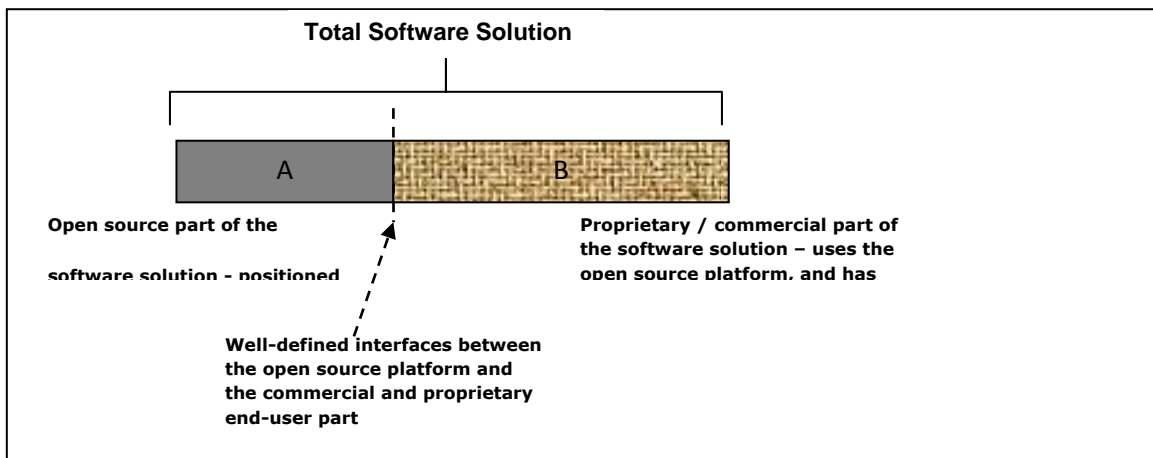 Total Software Solution
A
B
Open source part of the
software solution - positioned
Proprietary / commercial part of
the software solution – uses the
open source platform, and has
Well-defined interfaces between
the open source platform and
the commercial and proprietary
end-user part